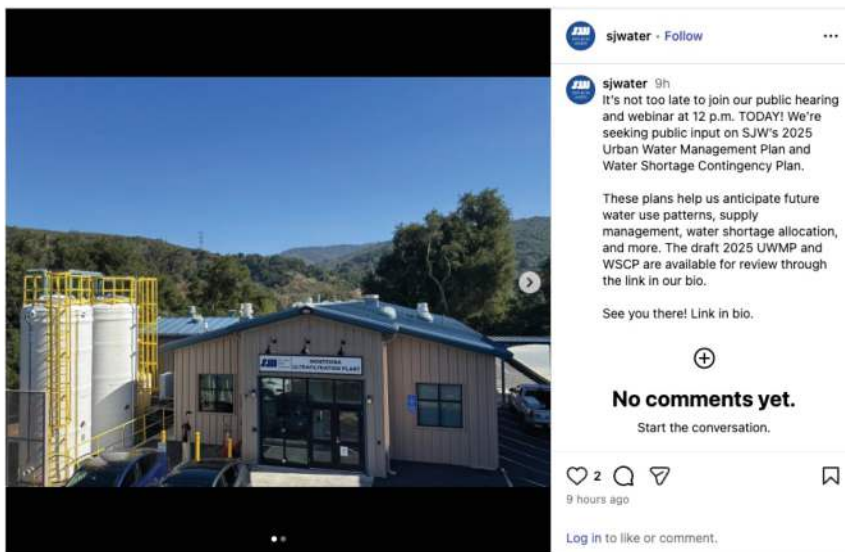 sjwater · Follow
sjwater 9h
It's not too late to join our public hearing
and webinar at 12 p.m. TODAY! We're
seeking public input on SJW's 2025
Urban Water Management Plan and
Water Shortage Contingency Plan.
These plans help us anticipate future
water use patterns, supply
management, water shortage allocation,
and more. The draft 2025 UWMP and
WSCP are available for review through
the link in our bio.
See you there! Link in bio.
No comments yet.
Start the conversation.
2
9 hours ago
Log in to like or comment.
SJW
MONTEVINA
ULTRAFILTRATION PLANT